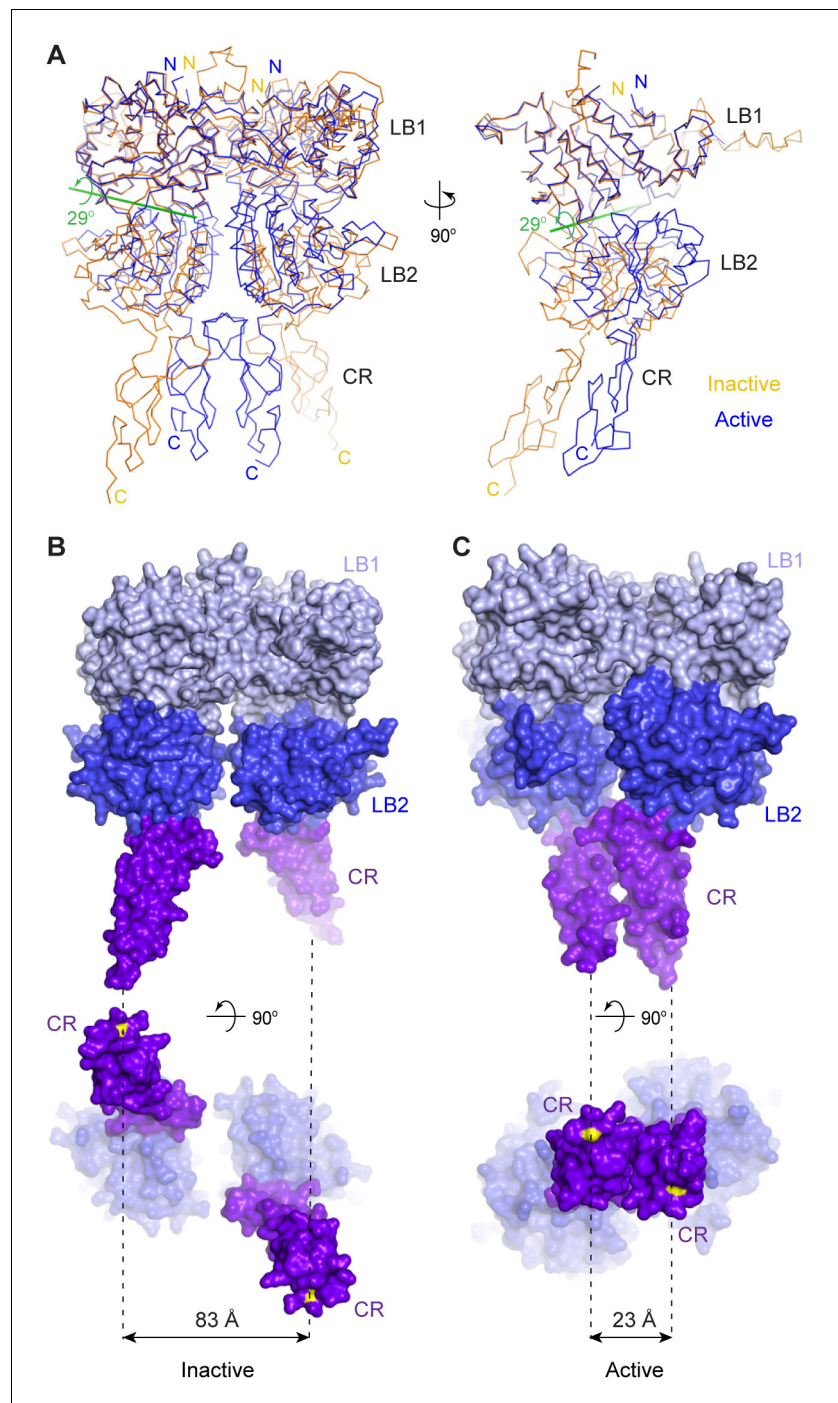 A
N N
N
N
N N
LB1
LB1
29°
90°
29°
LB2
LB2
CR
CR
Inactive
Active
C
C
C
C
C
C
B
C
LB1
LB2
LB2
CR
CR
90°
90°
CR
CR
CR
CR
83 Å
23 Å
Inactive
Active